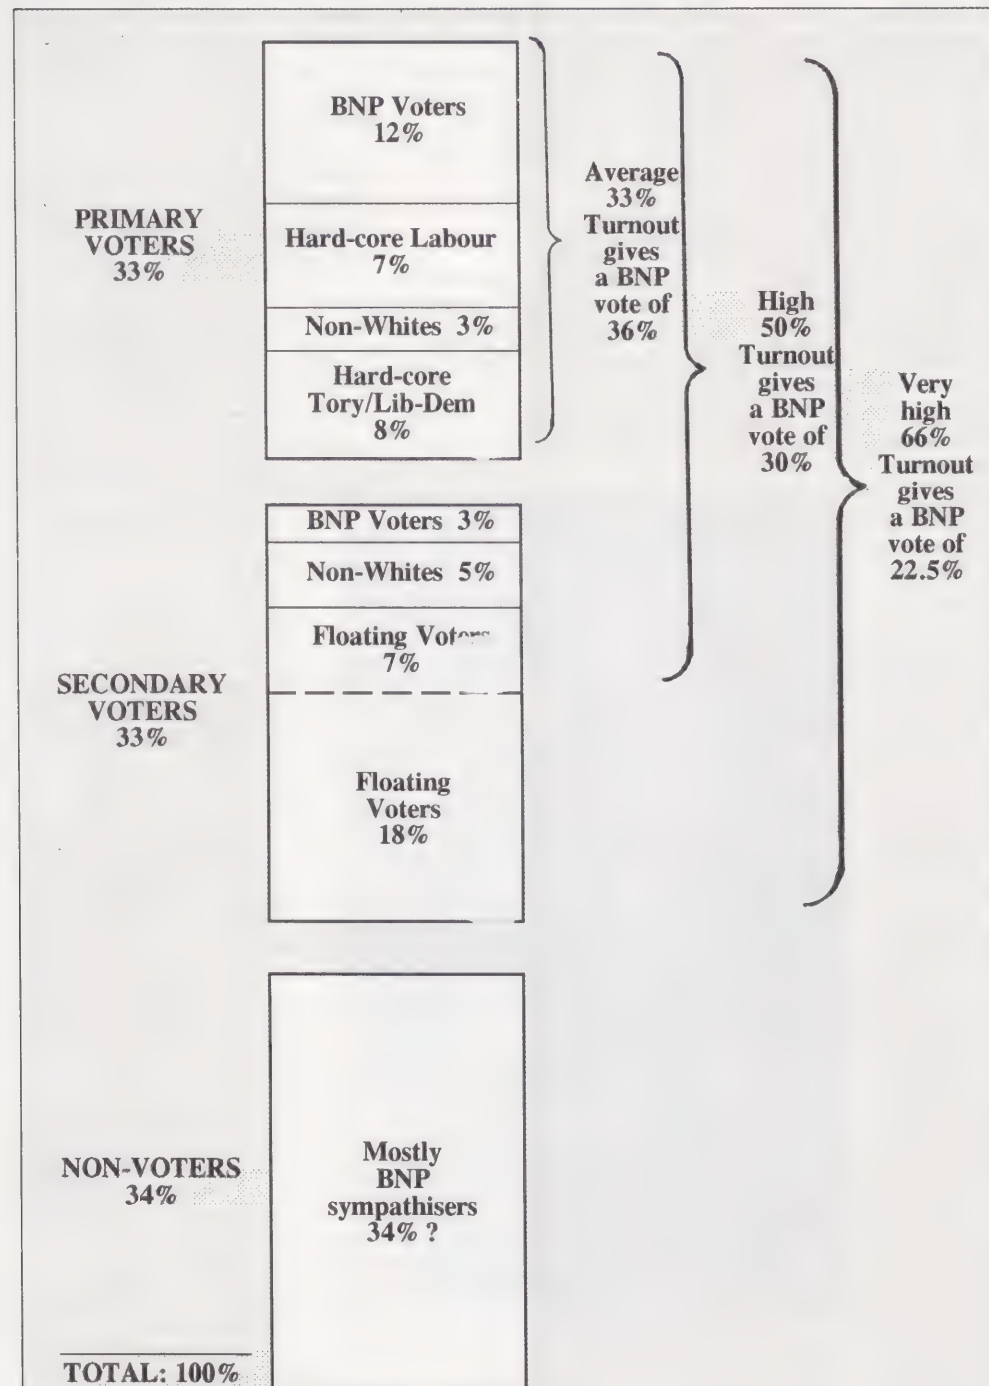 PRIMARY
VOTERS
33%
BNP Voters
12%
Hard-core Labour
7%
Non-Whites 3%
Hard-core
Tory/Lib-Dem
8%
Average
33%
Turnout
gives
a BNP
vote of
36%
High
50%
Turnout
gives
a BNP
vote of
30%
Very
high
66%
Turnout
gives
a BNP
vote of
22.5%
SECONDARY
VOTERS
33%
BNP Voters 3%
Non-Whites 5%
Floating Voters
7%
Floating
Voters
18%
NON-VOTERS
34%
Mostly
BNP
sympathisers
34% ?
TOTAL: 100%